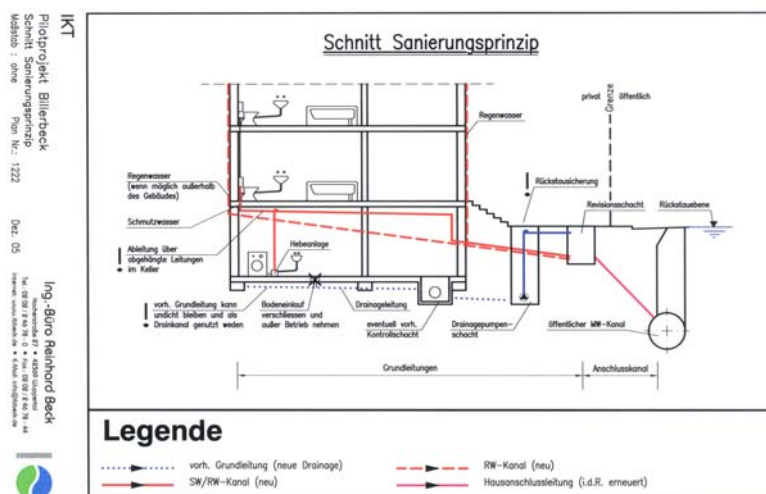 Schnitt Sanierungsprinzip
privat
Grenze
öffentlich
Regenwasser
Regenwasser
(wenn möglich außerhalb
des Gebäudes)
Schmutzwasser
Rückstausicherung
Revisionsschacht
Rückstauebene
Ableitung über
abgehängte Leitungen
im Keller
Hebeanlage
vorh. Grundleitung kann
undicht bleiben und als
Drainkanal genutzt weden
Bodeneinlauf
verschliessen und
außer Betrieb nehmen
Drainageleitung
eventuell vorh.
Kontrollschacht
Drainagepumpen-
schacht
öffentlicher MW-Kanal
Grundleitungen
Anschlusskanal
Legende
vorh. Grundleitung (neue Drainage)
RW-Kanal (neu)
SW/RW-Kanal (neu)
Hausanschlussleitung (i.d.R. erneuert)
IKT
Pilotprojekt Billerbeck
Schnitt Sanierungsprinzip
Maßstab : ohne Plan Nr.: 1222 Dez. 05
Ing.-Büro Reinhard Beck